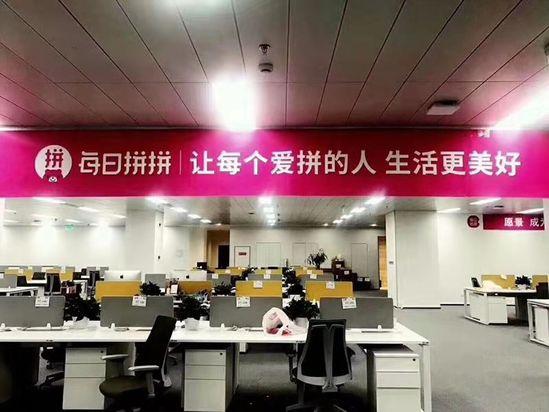 拼 每日拼拼 让每个爱拼的人 生活更美好
愿景